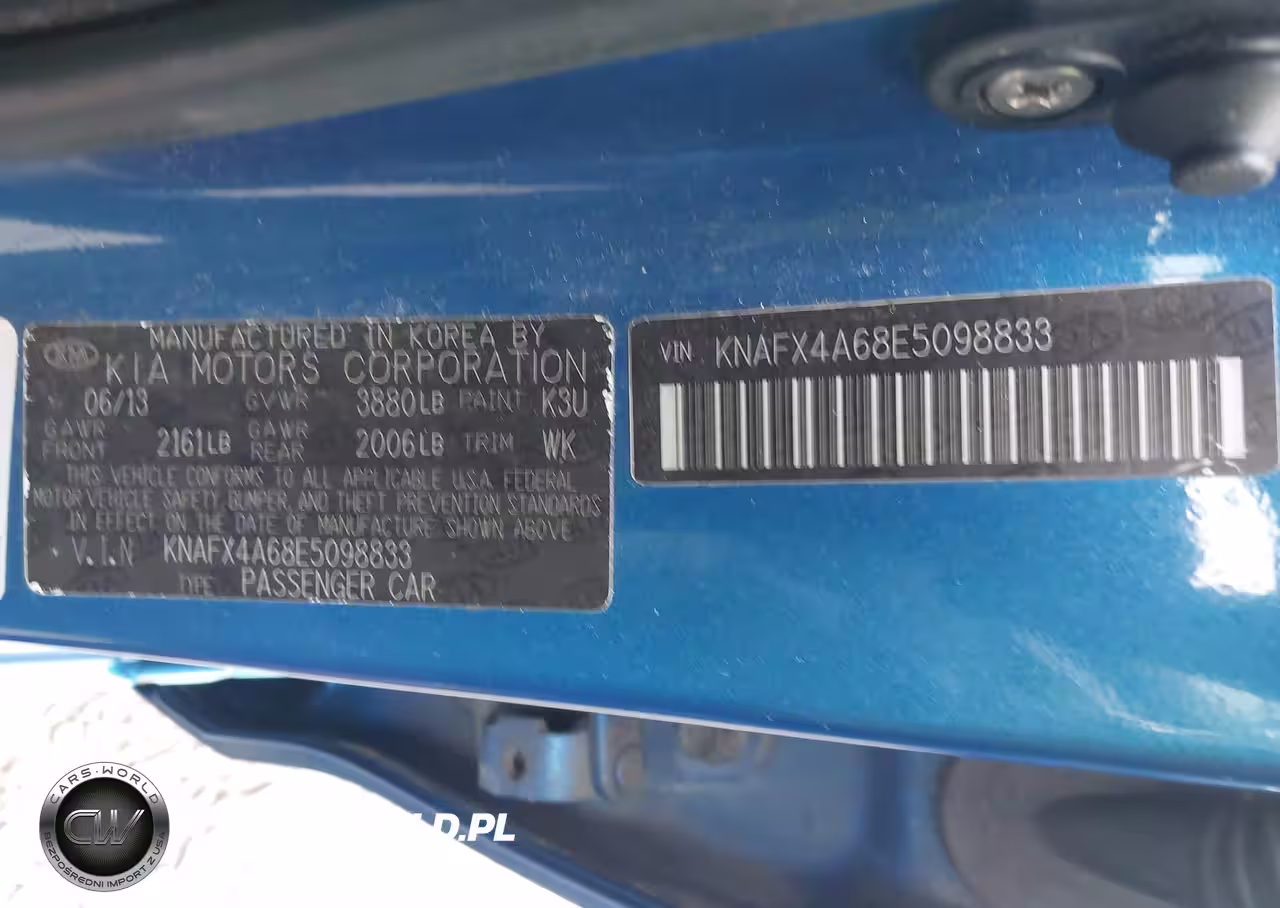 MANUFACTURED IN KOREA BY
KIA
KIA MOTORS CORPORATION
06/13 GVWR 3880LB PAINT K3U
GAWR FRONT 2161LB GAWR REAR 2006LB TRIM WK
THIS VEHICLE CONFORMS TO ALL APPLICABLE U.S.A. FEDERAL
MOTOR VEHICLE SAFETY, BUMPER, AND THEFT PREVENTION STANDARDS
IN EFFECT ON THE DATE OF MANUFACTURE SHOWN ABOVE
V.I.N KNAFX4A68E5098833
TYPE PASSENGER CAR
VIN KNAFX4A68E5098833
CARS-WORLD
CW
BEZPOŚREDNI IMPORT Z USA
LD.PL